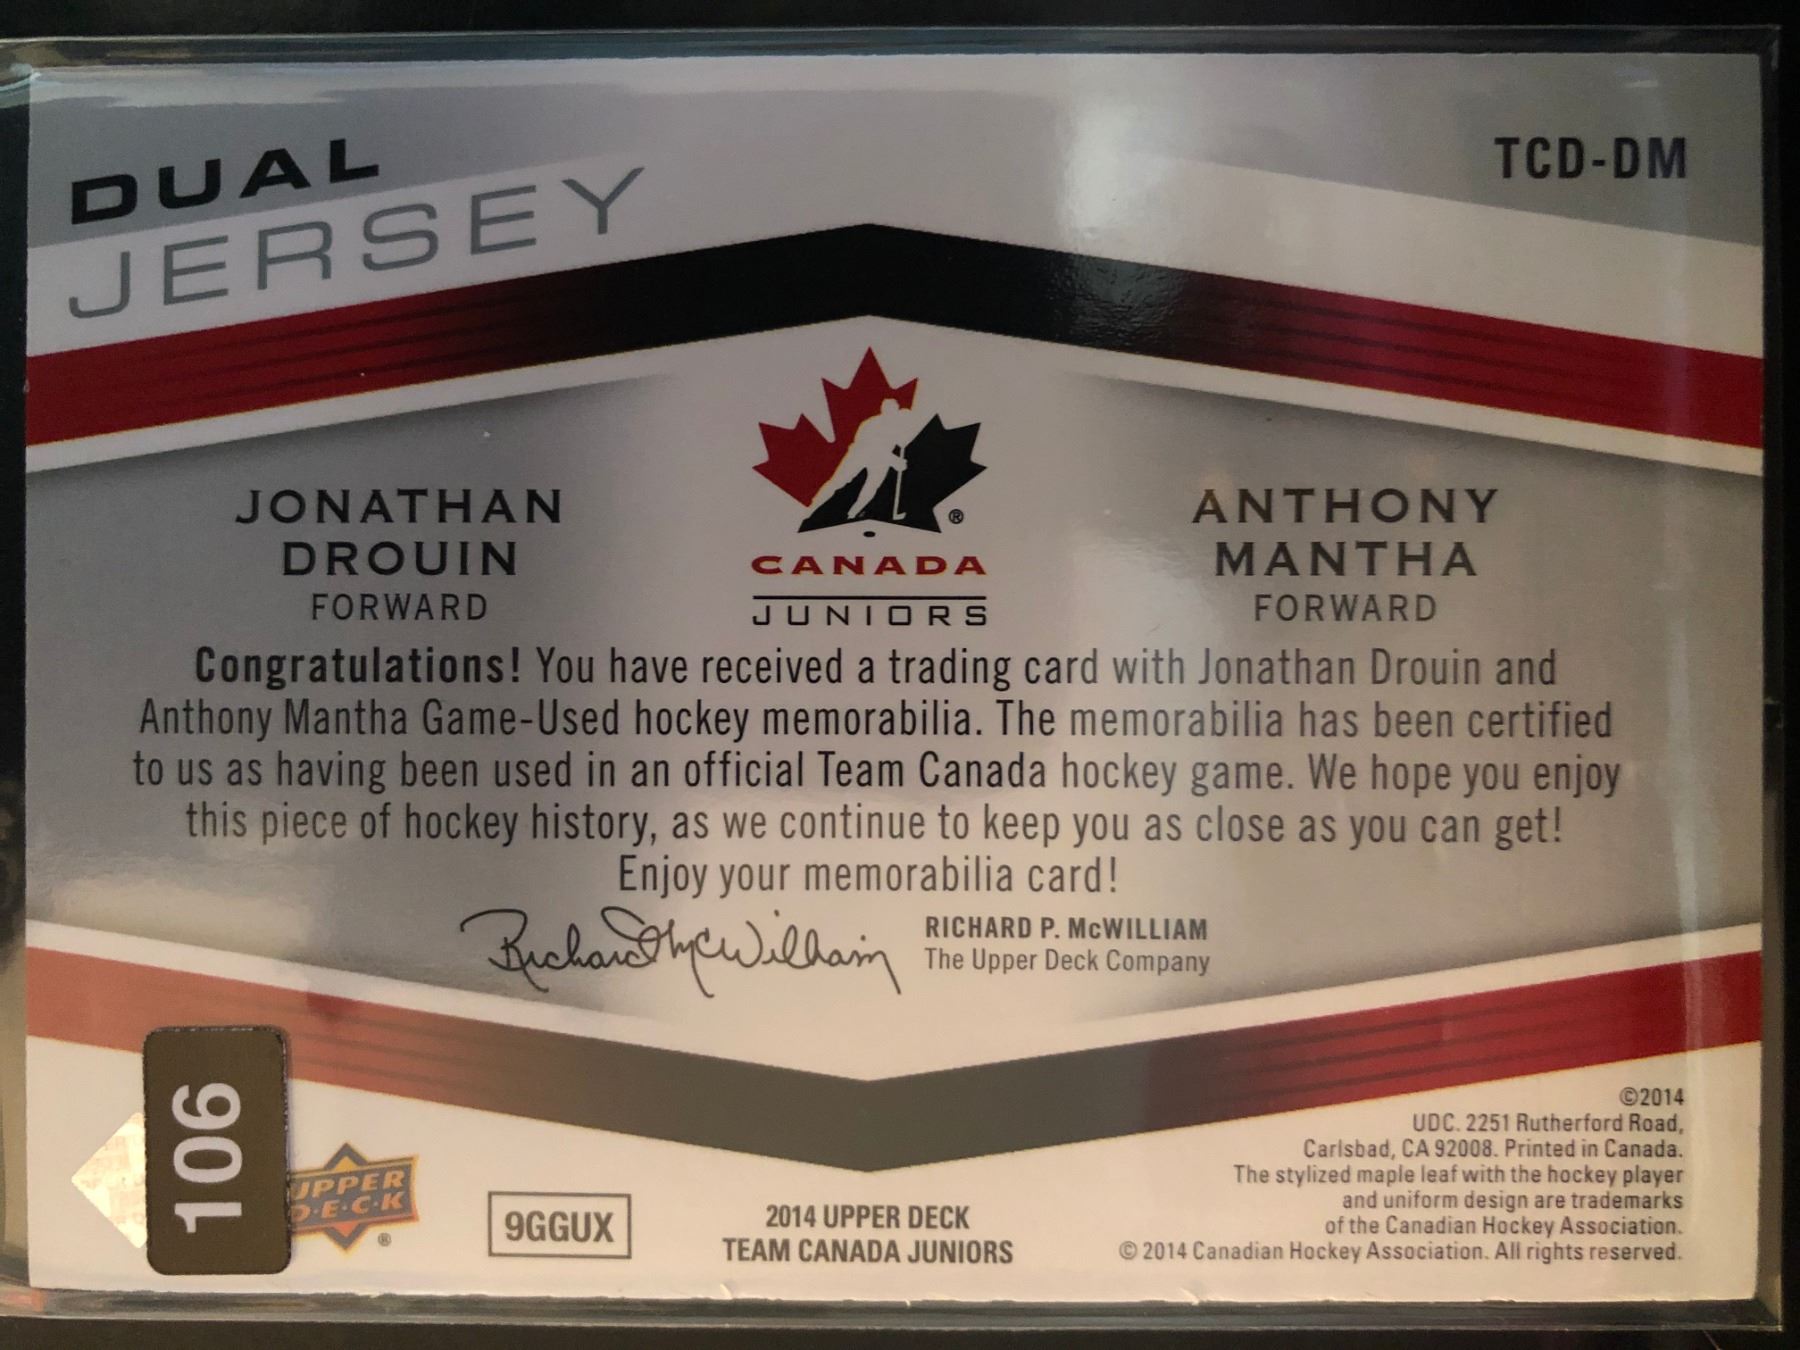 DUAL
JERSEY
TCD-DM
JONATHAN
DROUIN
FORWARD
®
CANADA
JUNIORS
ANTHONY
MANTHA
FORWARD
Congratulations! You have received a trading card with Jonathan Drouin and
Anthony Mantha Game-Used hockey memorabilia. The memorabilia has been certified
to us as having been used in an official Team Canada hockey game. We hope you enjoy
this piece of hockey history, as we continue to keep you as close as you can get!
Enjoy your memorabilia card!
Richard McWilliam
RICHARD P. McWILLIAM
The Upper Deck Company
106
UPPER
D·E·C·K
®
9GGUX
2014 UPPER DECK
TEAM CANADA JUNIORS
©2014
UDC. 2251 Rutherford Road,
Carlsbad, CA 92008. Printed in Canada.
The stylized maple leaf with the hockey player
and uniform design are trademarks
of the Canadian Hockey Association.
© 2014 Canadian Hockey Association. All rights reserved.